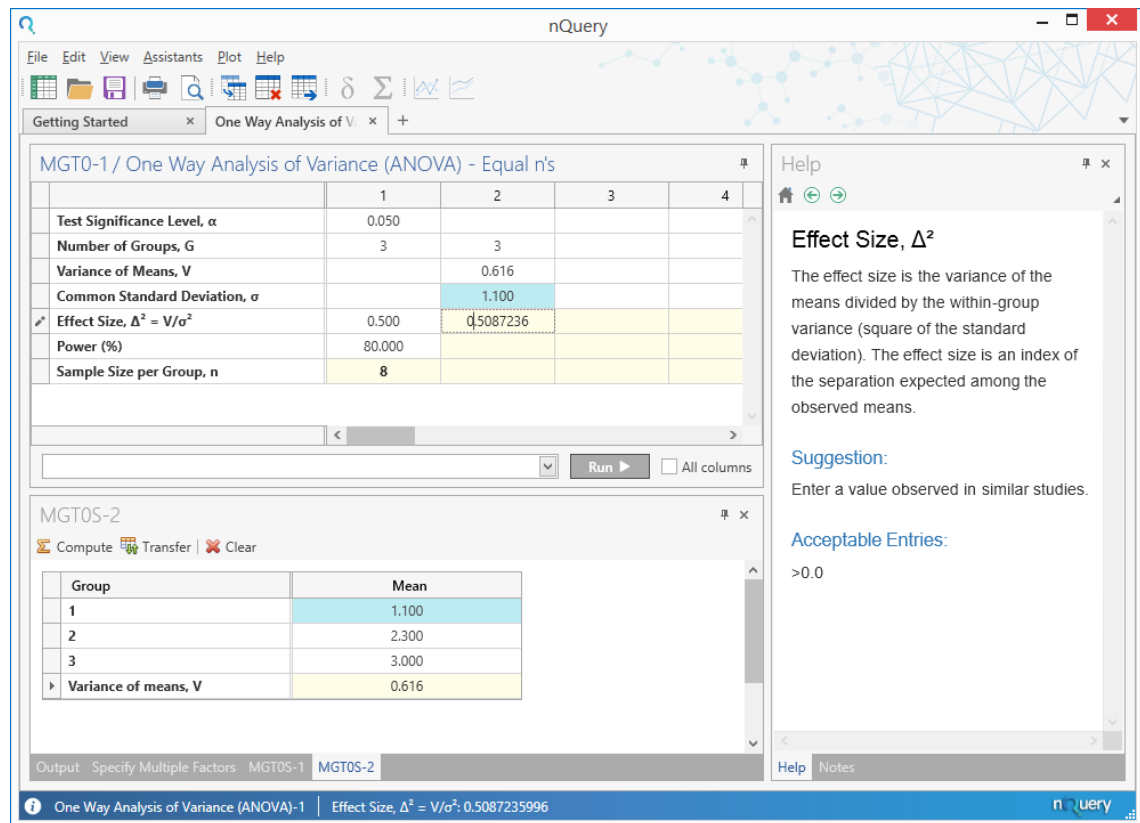 nQuery
File Edit View Assistants Plot Help
δ Σ
Getting Started × One Way Analysis of V × +
MGT0-1 / One Way Analysis of Variance (ANOVA) - Equal n's
1 2 3 4
Test Significance Level, α 0.050
Number of Groups, G 3 3
Variance of Means, V 0.616
Common Standard Deviation, σ 1.100
Effect Size, Δ² = V/σ² 0.500 0.5087236
Power (%) 80.000
Sample Size per Group, n 8
Run All columns
MGT0S-2
Σ Compute Transfer | Clear
Group Mean
1 1.100
2 2.300
3 3.000
Variance of means, V 0.616
Output Specify Multiple Factors MGT0S-1 MGT0S-2
Help
Effect Size, Δ²
The effect size is the variance of the
means divided by the within-group
variance (square of the standard
deviation). The effect size is an index of
the separation expected among the
observed means.
Suggestion:
Enter a value observed in similar studies.
Acceptable Entries:
>0.0
Help Notes
One Way Analysis of Variance (ANOVA)-1 | Effect Size, Δ² = V/σ²: 0.5087235996
nQuery